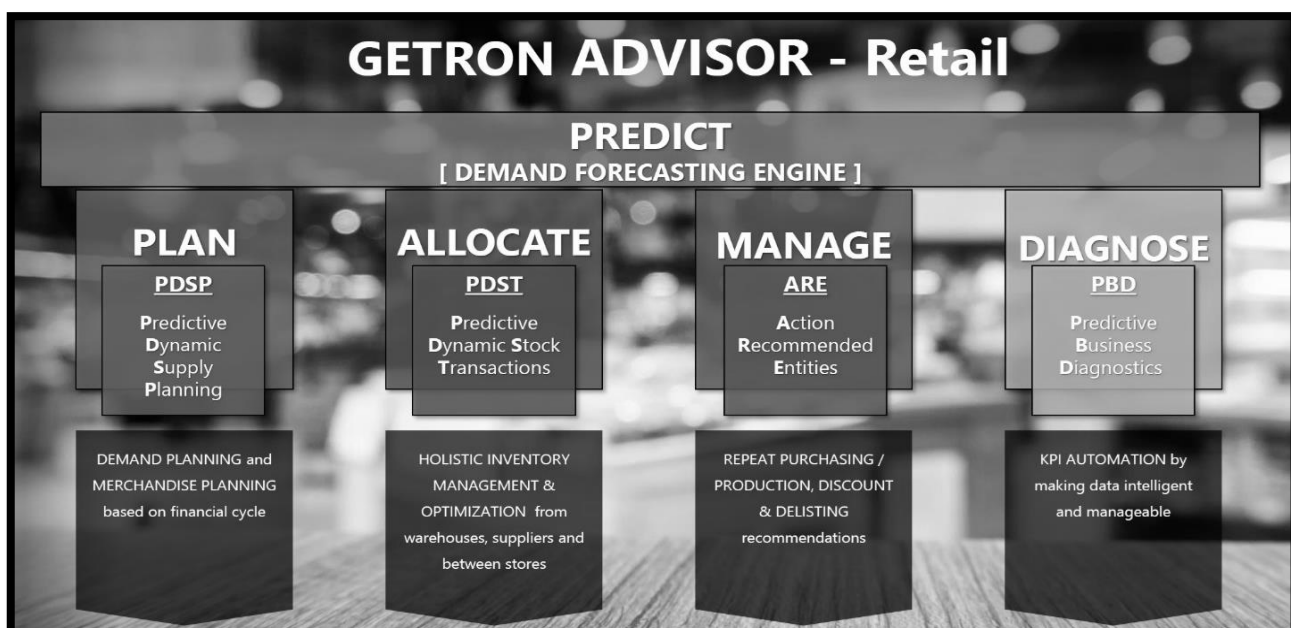 GETRON ADVISOR - Retail
PREDICT
[ DEMAND FORECASTING ENGINE ]
PLAN
PDSP
Predictive
Dynamic
Supply
Planning
DEMAND PLANNING and
MERCHANDISE PLANNING
based on financial cycle
ALLOCATE
PDST
Predictive
Dynamic Stock
Transactions
HOLISTIC INVENTORY
MANAGEMENT &
OPTIMIZATION from
warehouses, suppliers and
between stores
MANAGE
ARE
Action
Recommended
Entities
REPEAT PURCHASING /
PRODUCTION, DISCOUNT
& DELISTING
recommendations
DIAGNOSE
PBD
Predictive
Business
Diagnostics
KPI AUTOMATION by
making data intelligent
and manageable